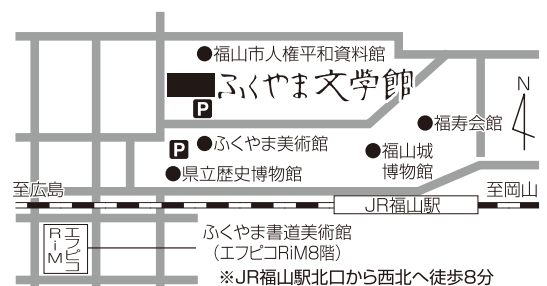 ●福山市人権平和資料館
ふくやま文学館
P
N
●福寿会館
P
●ふくやま美術館
●福山城
博物館
●県立歴史博物館
至広島
至岡山
JR福山駅
エフピコ
RiM
ふくやま書道美術館
（エフピコRiM8階）
※JR福山駅北口から西北へ徒歩8分